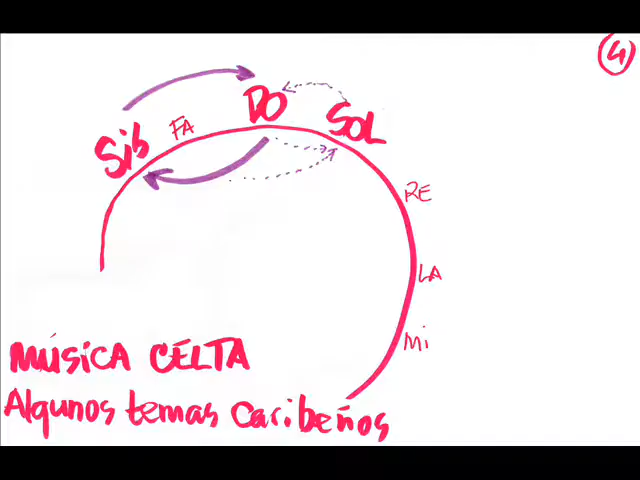 4
DO
FA
SOL
Sib
RE
LA
Mi
MÚSICA CELTA
Algunos temas caribeños